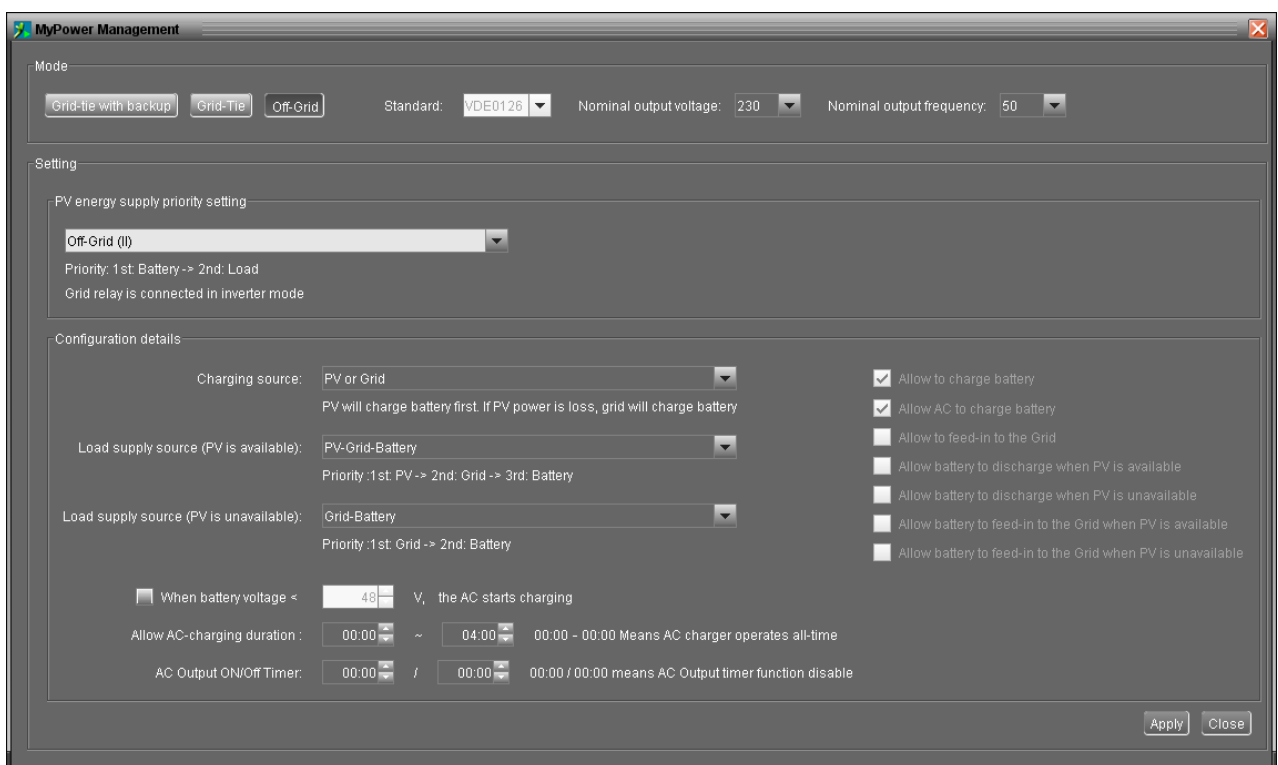 MyPower Management
Mode
Grid-tie with backup Grid-Tie Off-Grid Standard: VDE0126 Nominal output voltage: 230 Nominal output frequency: 50
Setting
PV energy supply priority setting
Off-Grid (II)
Priority: 1st: Battery -> 2nd: Load
Grid relay is connected in inverter mode
Configuration details
Charging source: PV or Grid Allow to charge battery
PV will charge battery first. If PV power is loss, grid will charge battery Allow AC to charge battery
Allow to feed-in to the Grid
Load supply source (PV is available): PV-Grid-Battery
Allow battery to discharge when PV is available
Priority :1st: PV -> 2nd: Grid -> 3rd: Battery
Allow battery to discharge when PV is unavailable
Load supply source (PV is unavailable): Grid-Battery
Allow battery to feed-in to the Grid when PV is available
Priority :1st: Grid -> 2nd: Battery
Allow battery to feed-in to the Grid when PV is unavailable
When battery voltage < 48 V, the AC starts charging
Allow AC-charging duration : 00:00 ~ 04:00 00:00 - 00:00 Means AC charger operates all-time
AC Output ON/Off Timer: 00:00 / 00:00 00:00 / 00:00 means AC Output timer function disable
Apply Close